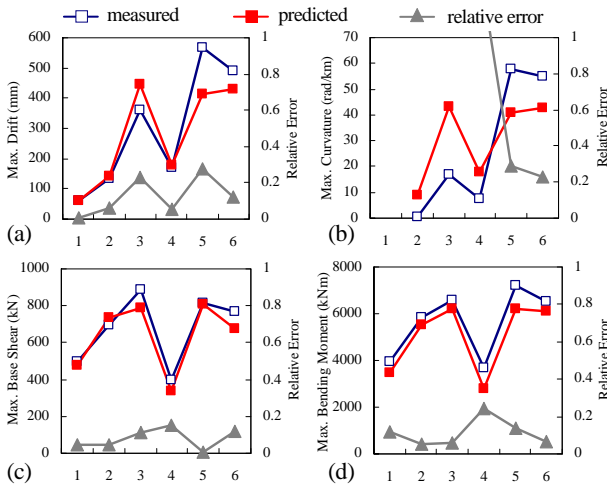 measured predicted relative error
600
500
400
300
200
100
0
Max. Drift (mm)
1
0.8
0.6
0.4
0.2
0
Relative Error
1 2 3 4 5 6
(a)
70
60
50
40
30
20
10
0
Max. Curvature (rad/km)
1
0.8
0.6
0.4
0.2
0
Relative Error
1 2 3 4 5 6
(b)
1000
800
600
400
200
0
Max. Base Shear (kN)
1
0.8
0.6
0.4
0.2
0
Relative Error
1 2 3 4 5 6
(c)
8000
6000
4000
2000
0
Max. Bending Moment (kNm)
1
0.8
0.6
0.4
0.2
0
Relative Error
1 2 3 4 5 6
(d)